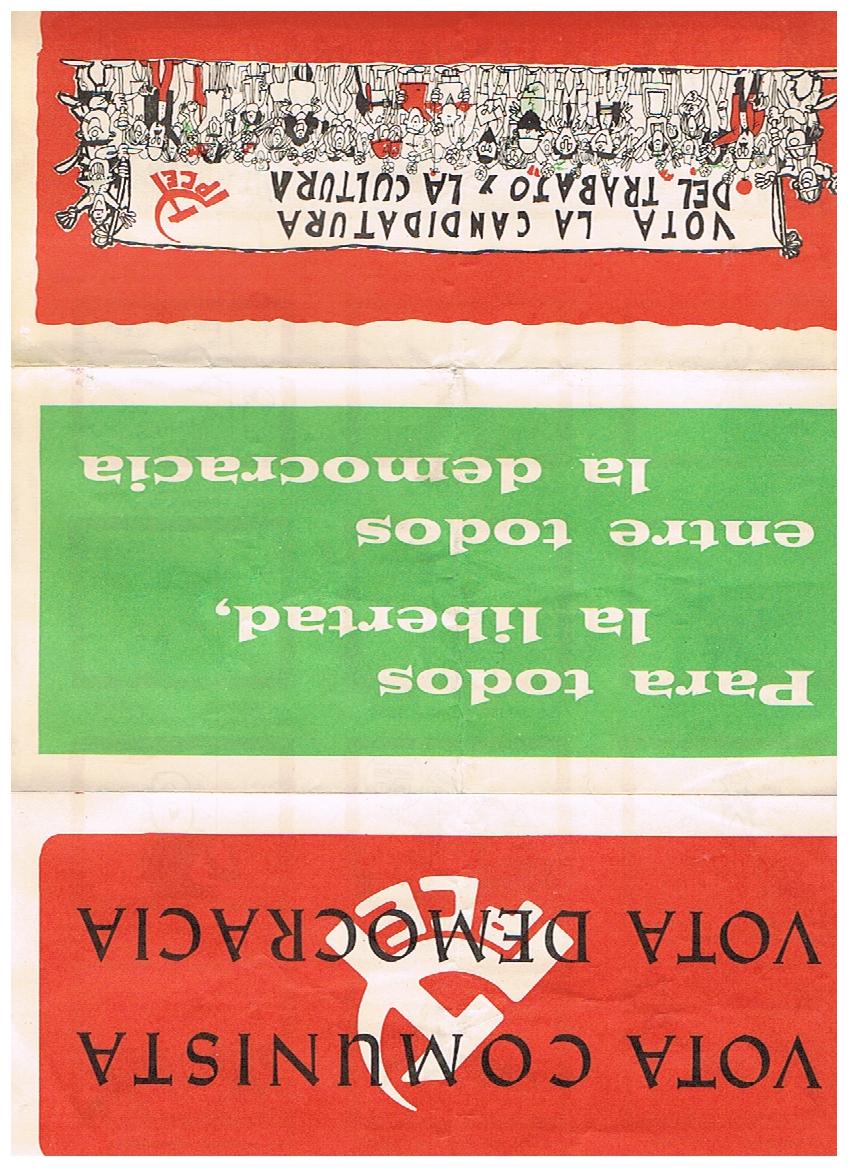 VOTA COMUNISTA
VOTA DEMOCRACIA
PCE
Para todos
la libertad,
entre todos
la democracia
VOTA LA CANDIDATURA
DEL TRABAJO Y LA CULTURA
PCE